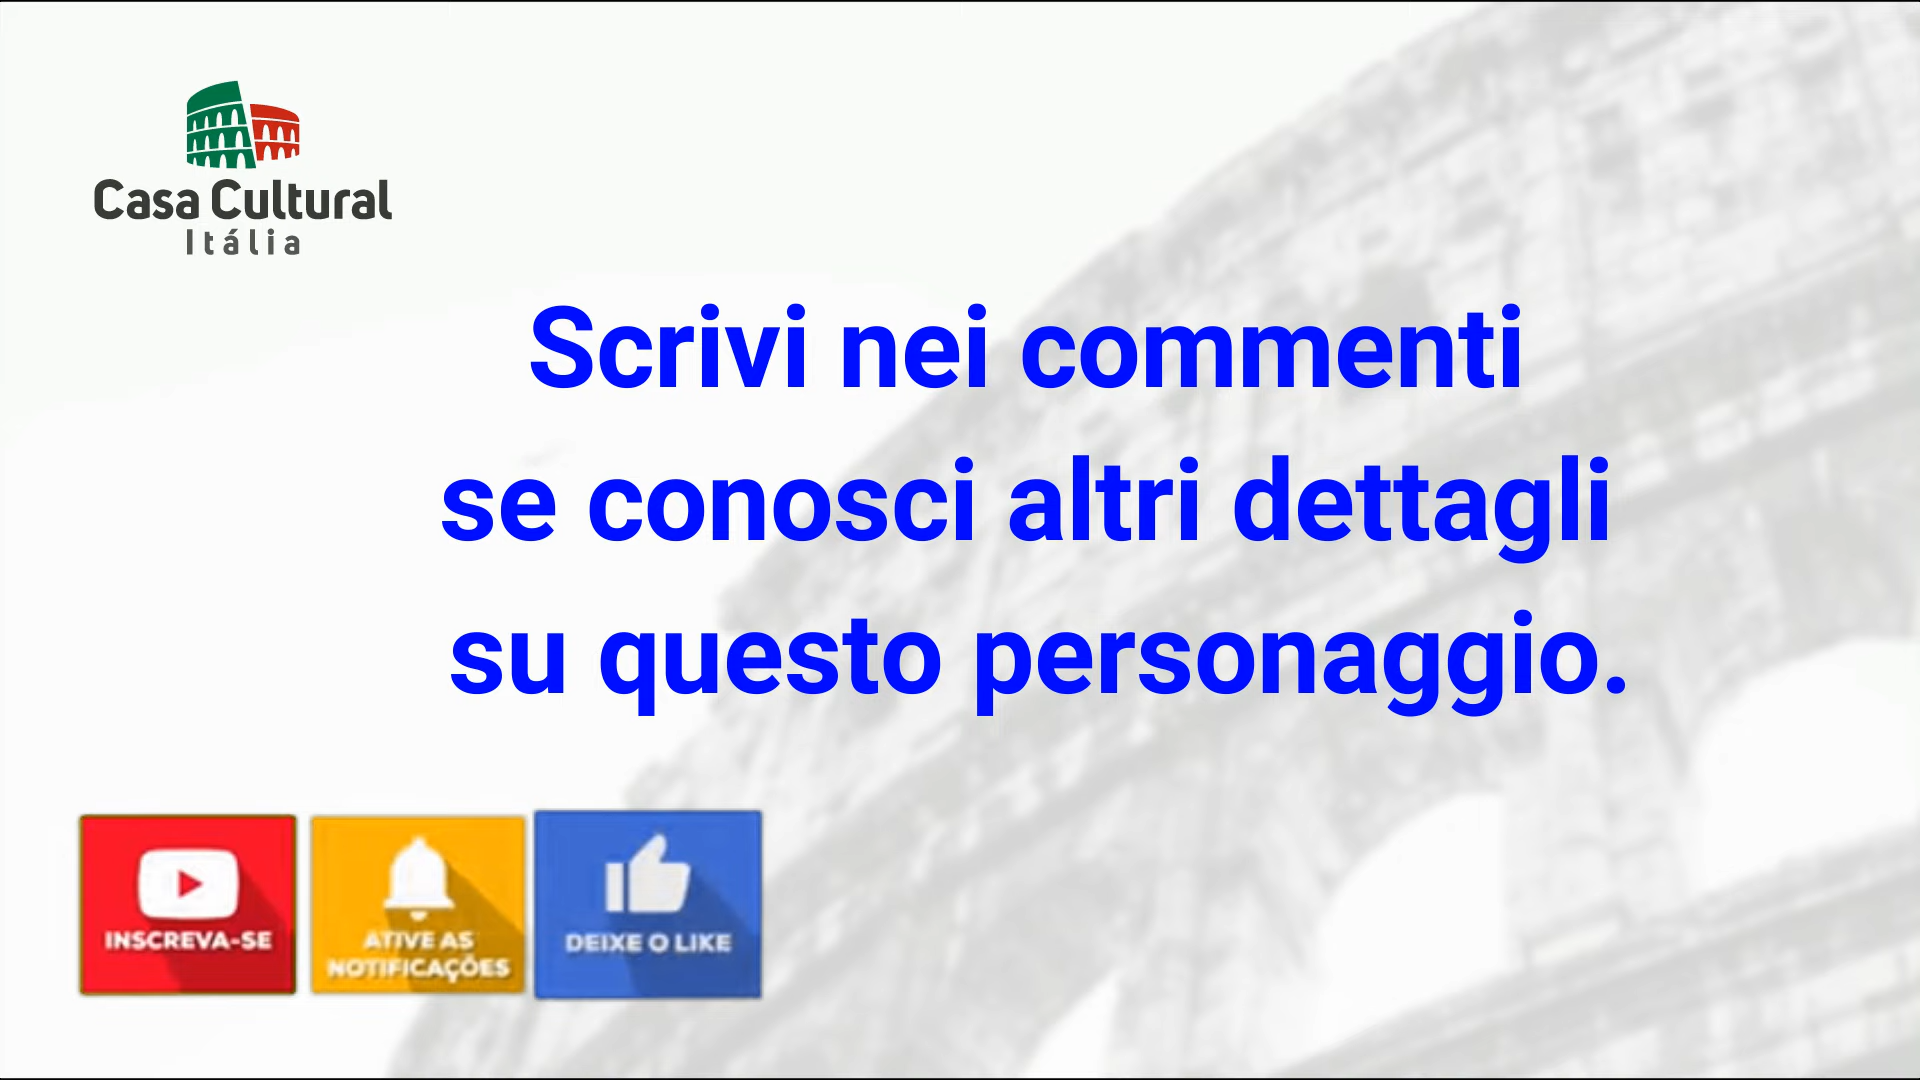 Casa Cultural
Itália
Scrivi nei commenti
se conosci altri dettagli
su questo personaggio.
INSCREVA-SE
ATIVE AS
NOTIFICAÇÕES
DEIXE O LIKE